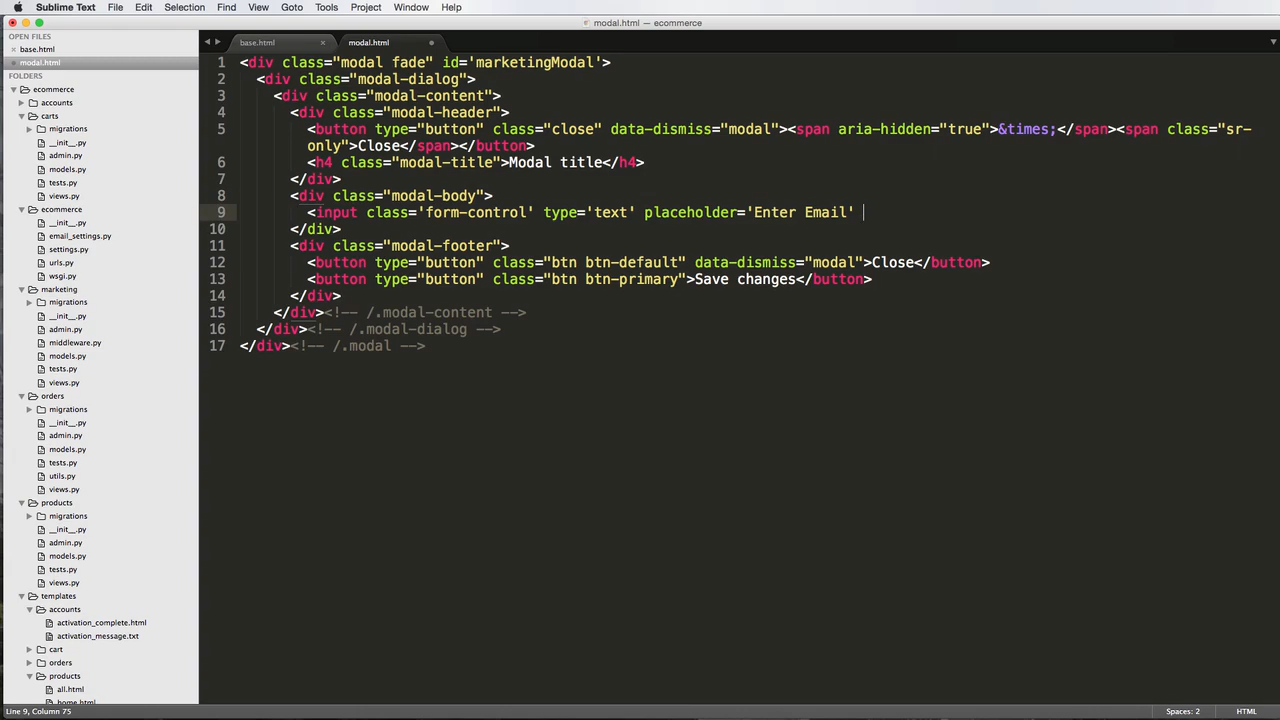 Sublime Text File Edit Selection Find View Goto Tools Project Window Help
modal.html — ecommerce
OPEN FILES
base.html
modal.html
FOLDERS
ecommerce
accounts
carts
migrations
__init__.py
admin.py
models.py
tests.py
views.py
ecommerce
__init__.py
email_settings.py
settings.py
urls.py
wsgi.py
marketing
migrations
__init__.py
admin.py
middleware.py
models.py
tests.py
views.py
orders
migrations
__init__.py
admin.py
models.py
tests.py
utils.py
views.py
products
migrations
__init__.py
admin.py
models.py
tests.py
views.py
templates
accounts
activation_complete.html
activation_message.txt
cart
orders
products
all.html
home.html
base.html × modal.html
1 <div class="modal fade" id='marketingModal'>
2 <div class="modal-dialog">
3 <div class="modal-content">
4 <div class="modal-header">
5 <button type="button" class="close" data-dismiss="modal"><span aria-hidden="true">&times;</span><span class="sr-
only">Close</span></button>
6 <h4 class="modal-title">Modal title</h4>
7 </div>
8 <div class="modal-body">
9 <input class='form-control' type='text' placeholder='Enter Email'
10 </div>
11 <div class="modal-footer">
12 <button type="button" class="btn btn-default" data-dismiss="modal">Close</button>
13 <button type="button" class="btn btn-primary">Save changes</button>
14 </div>
15 </div><!-- /.modal-content -->
16 </div><!-- /.modal-dialog -->
17 </div><!-- /.modal -->
Line 9, Column 75 Spaces: 2 HTML